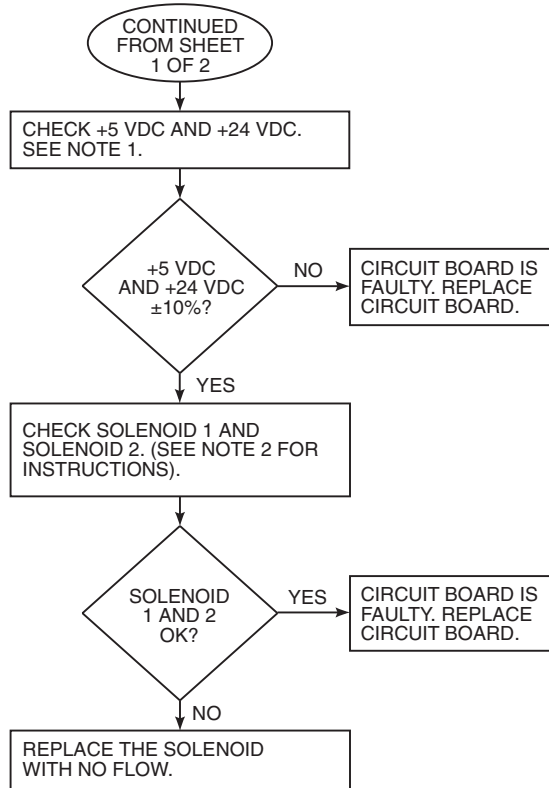 CONTINUED
FROM SHEET
1 OF 2
CHECK +5 VDC AND +24 VDC.
SEE NOTE 1.
+5 VDC
AND +24 VDC
±10%?
NO
CIRCUIT BOARD IS
FAULTY. REPLACE
CIRCUIT BOARD.
YES
CHECK SOLENOID 1 AND
SOLENOID 2. (SEE NOTE 2 FOR
INSTRUCTIONS).
SOLENOID
1 AND 2
OK?
YES
CIRCUIT BOARD IS
FAULTY. REPLACE
CIRCUIT BOARD.
NO
REPLACE THE SOLENOID
WITH NO FLOW.